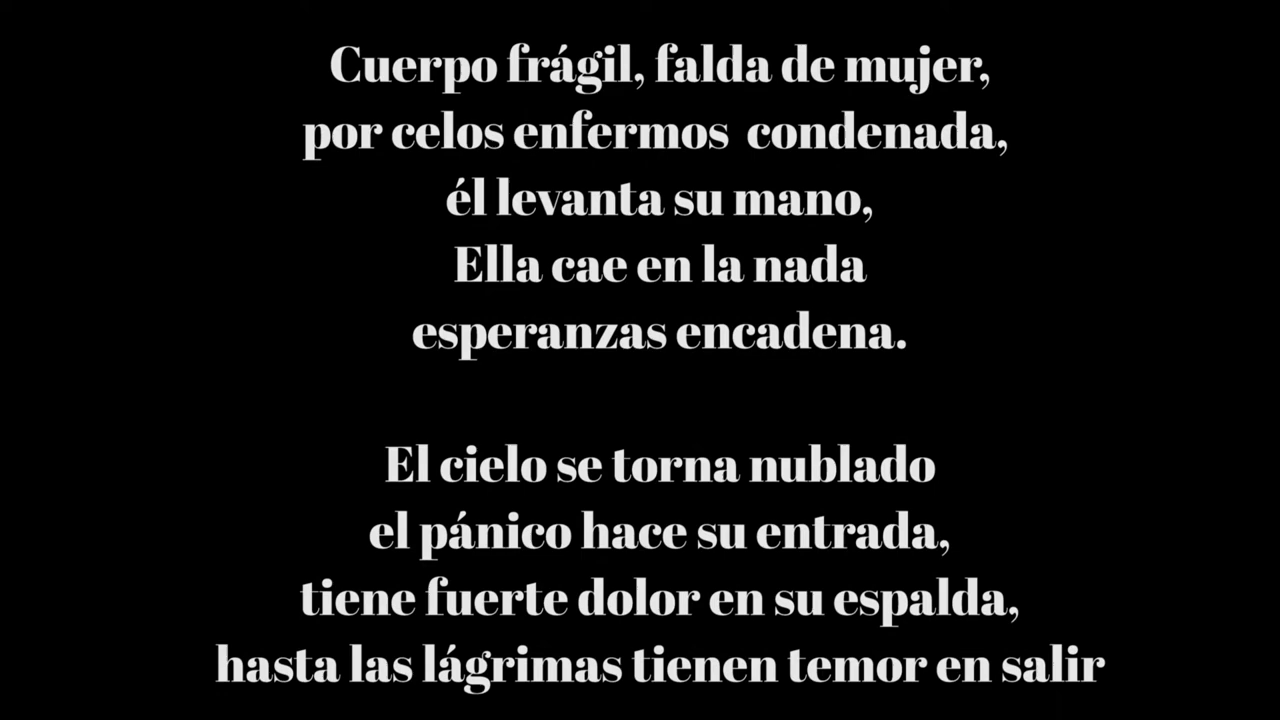 Cuerpo frágil, falda de mujer,
por celos enfermos condenada,
él levanta su mano,
Ella cae en la nada
esperanzas encadena.
El cielo se torna nublado
el pánico hace su entrada,
tiene fuerte dolor en su espalda,
hasta las lágrimas tienen temor en salir